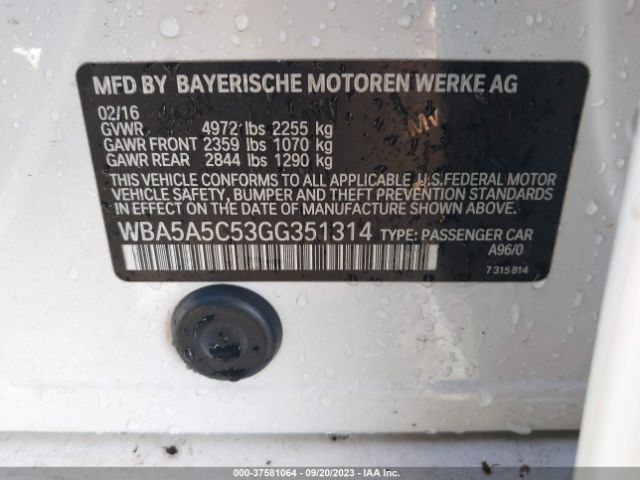 MFD BY BAYERISCHE MOTOREN WERKE AG
02/16
GVWR 4972 lbs 2255 kg
GAWR FRONT 2359 lbs 1070 kg
GAWR REAR 2844 lbs 1290 kg
THIS VEHICLE CONFORMS TO ALL APPLICABLE U.S.FEDERAL MOTOR
VEHICLE SAFETY, BUMPER AND THEFT PREVENTION STANDARDS IN
EFFECT ON THE DATE OF MANUFACTURE SHOWN ABOVE.
WBA5A5C53GG351314 TYPE: PASSENGER CAR
A96/0
7 315 814
000-37581064 / 09/20/2023 / IAA Inc.